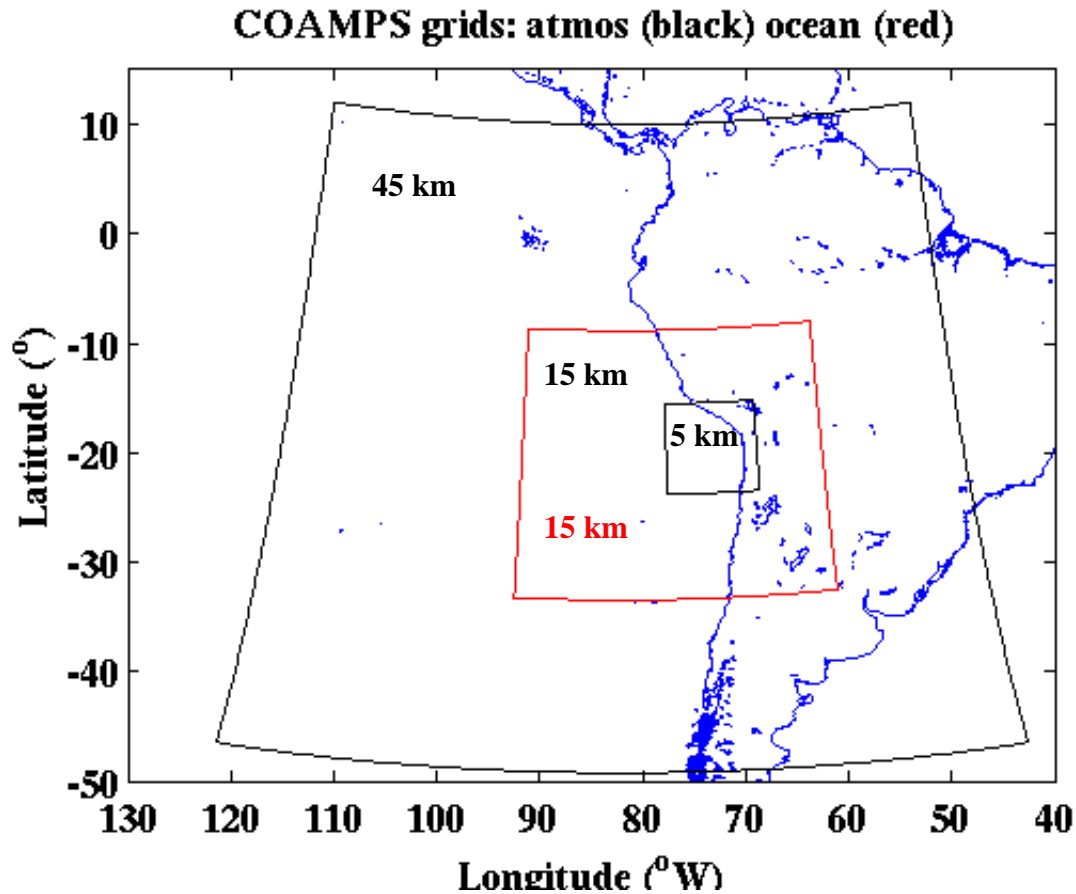 COAMPS grids: atmos (black) ocean (red)
10
0
-10
-20
-30
-40
-50
Latitude (°)
45 km
15 km
5 km
15 km
130 120 110 100 90 80 70 60 50 40
Longitude (°W)